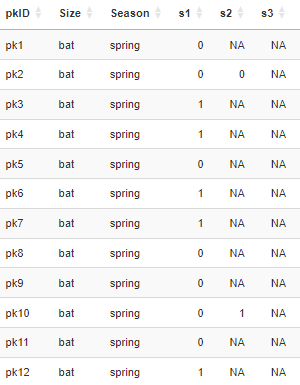 pkID Size Season s1 s2 s3
pk1 bat spring 0 NA NA
pk2 bat spring 0 0 NA
pk3 bat spring 1 NA NA
pk4 bat spring 1 NA NA
pk5 bat spring 0 NA NA
pk6 bat spring 1 NA NA
pk7 bat spring 1 NA NA
pk8 bat spring 0 NA NA
pk9 bat spring 0 NA NA
pk10 bat spring 0 1 NA
pk11 bat spring 0 NA NA
pk12 bat spring 1 NA NA